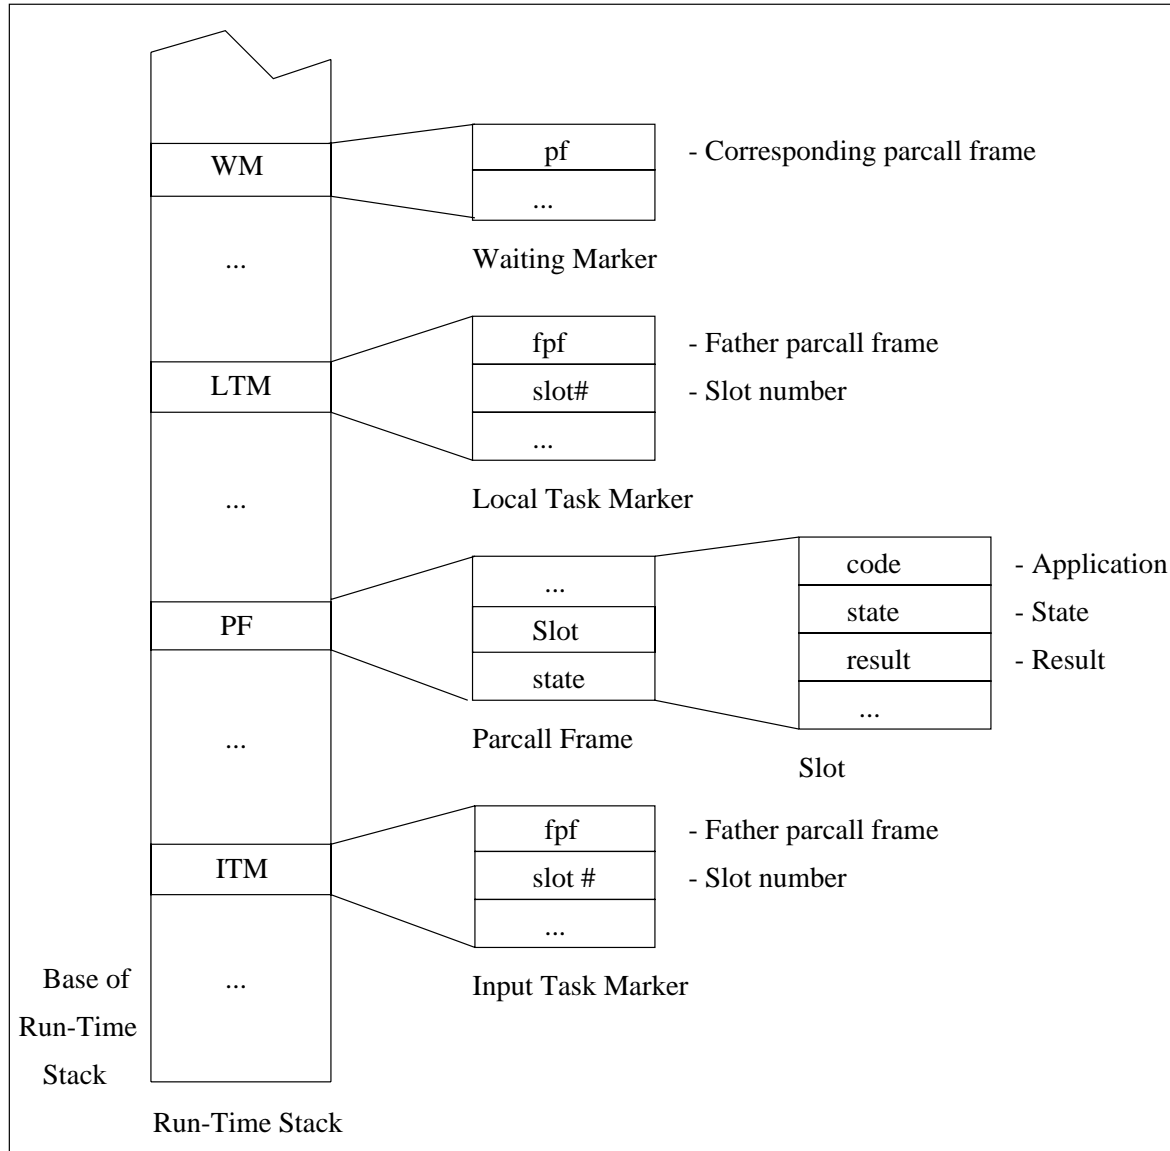 WM
pf
- Corresponding parcall frame
...
Waiting Marker
...
fpf
- Father parcall frame
LTM
slot#
- Slot number
...
Local Task Marker
...
code
- Application
...
state
- State
PF
Slot
result
- Result
state
...
Parcall Frame
...
Slot
fpf
- Father parcall frame
ITM
slot #
- Slot number
...
Input Task Marker
...
Base of
Run-Time
Stack
Run-Time Stack